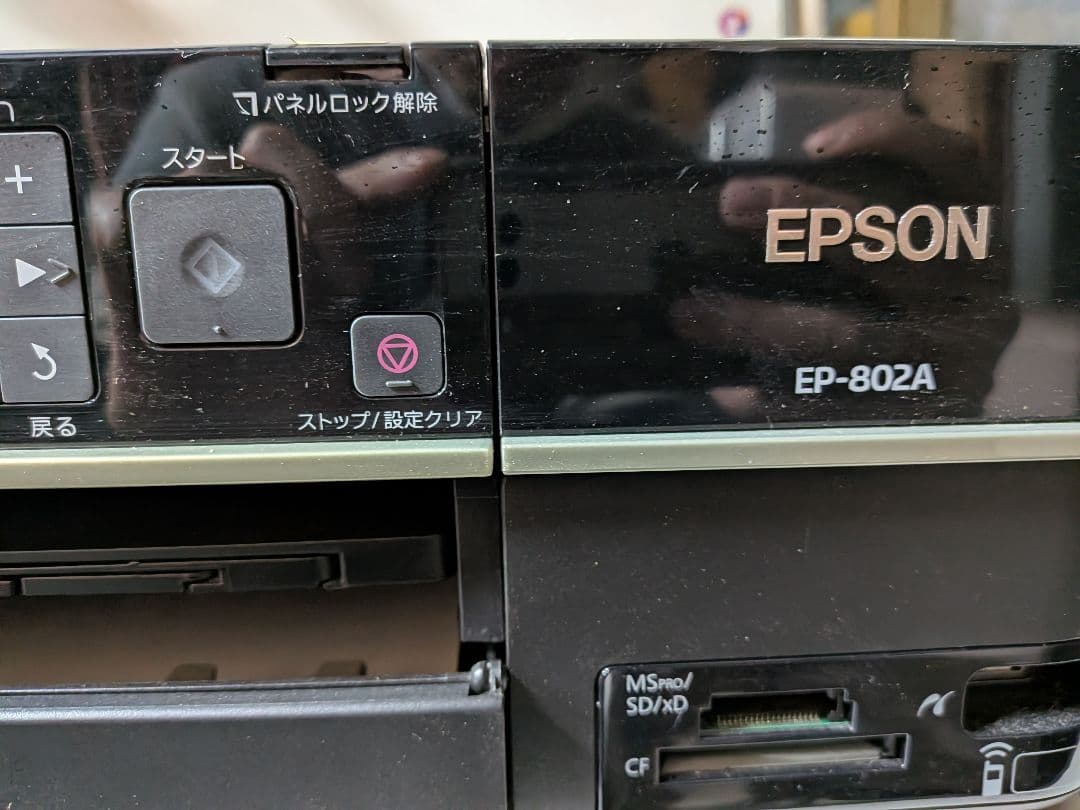 パネルロック解除
スタート
+
戻る
ストップ/設定クリア
EPSON
EP-802A
MSPRO/
SD/xD
CF